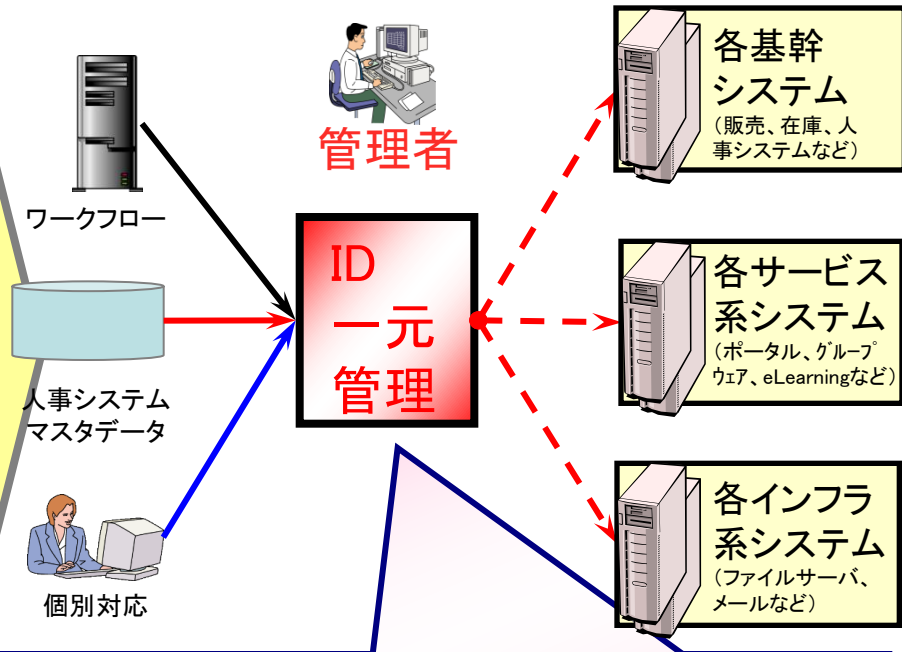 管理者
ワークフロー
人事システム
マスタデータ
個別対応
ID
一元
管理
各基幹
システム
(販売、在庫、人
事システムなど)
各サービス
系システム
(ポータル、ｸﾞﾙｰﾌﾟ
ｳｪｱ、eLearningなど)
各インフラ
系システム
(ファイルサーバ、
メールなど)